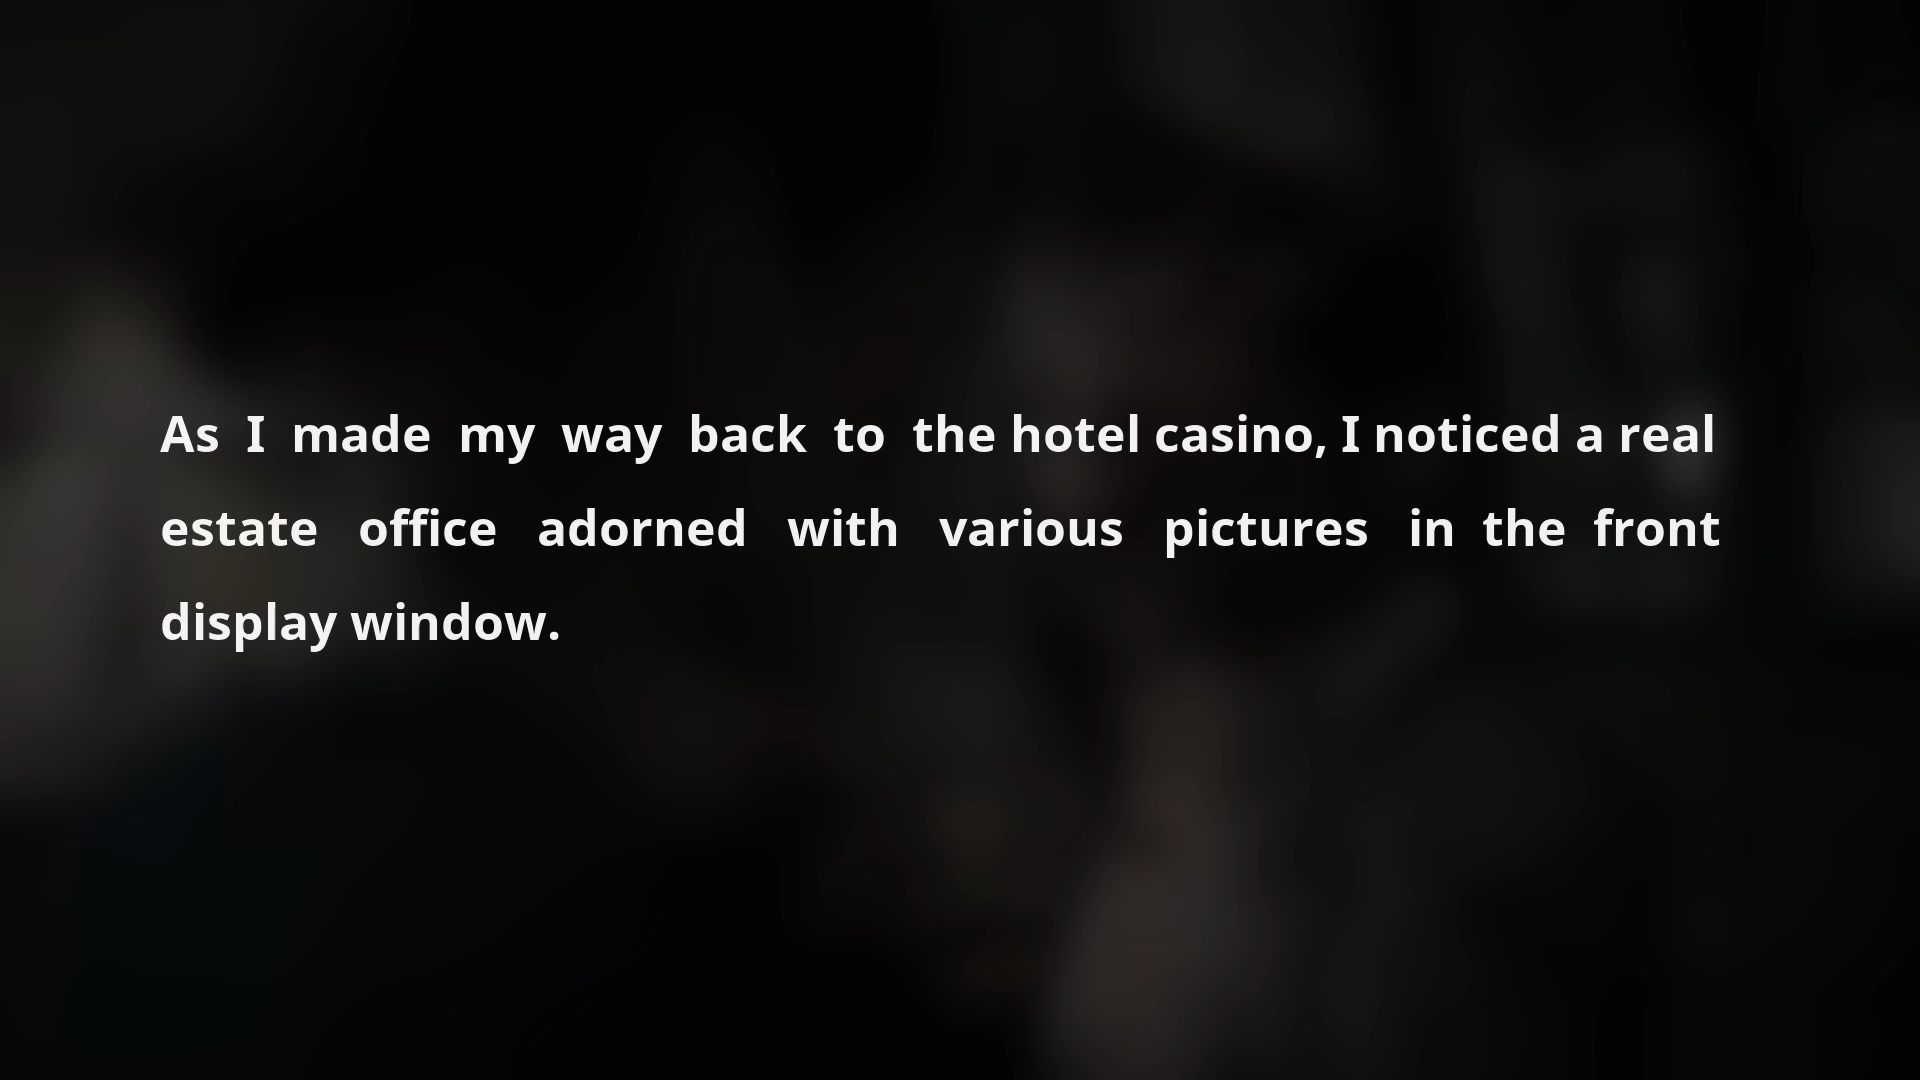 As I made my way back to the hotel casino, I noticed a real
estate office adorned with various pictures in the front
display window.